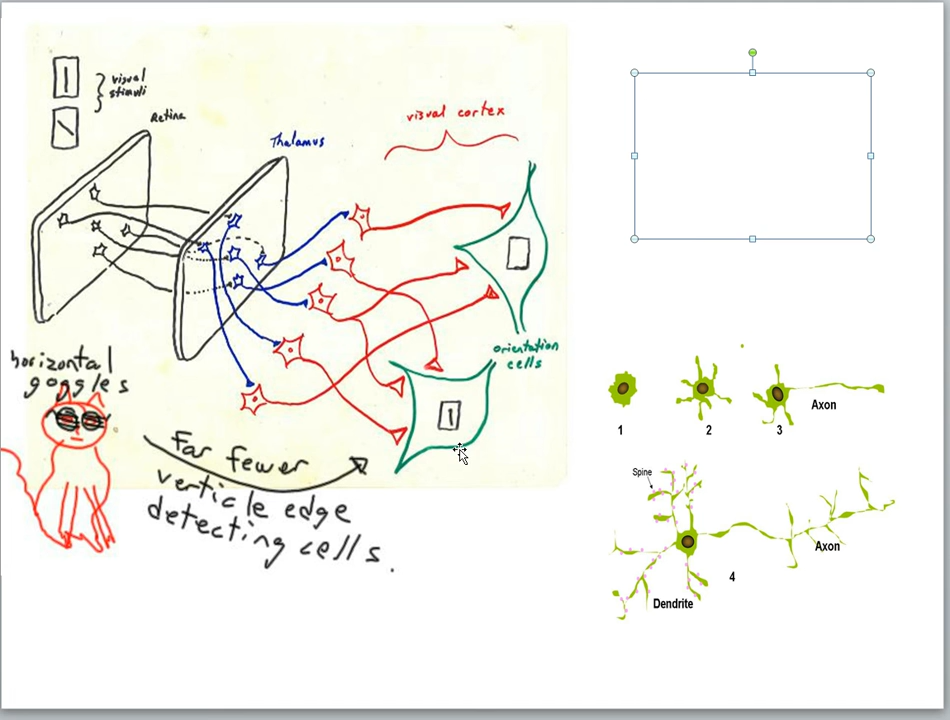 visual
stimuli
Retina
Thalamus
visual cortex
orientation
cells
horizontal
goggles
Far fewer
verticle edge
detecting cells.
1
2
3
Axon
Spine
Axon
4
Dendrite